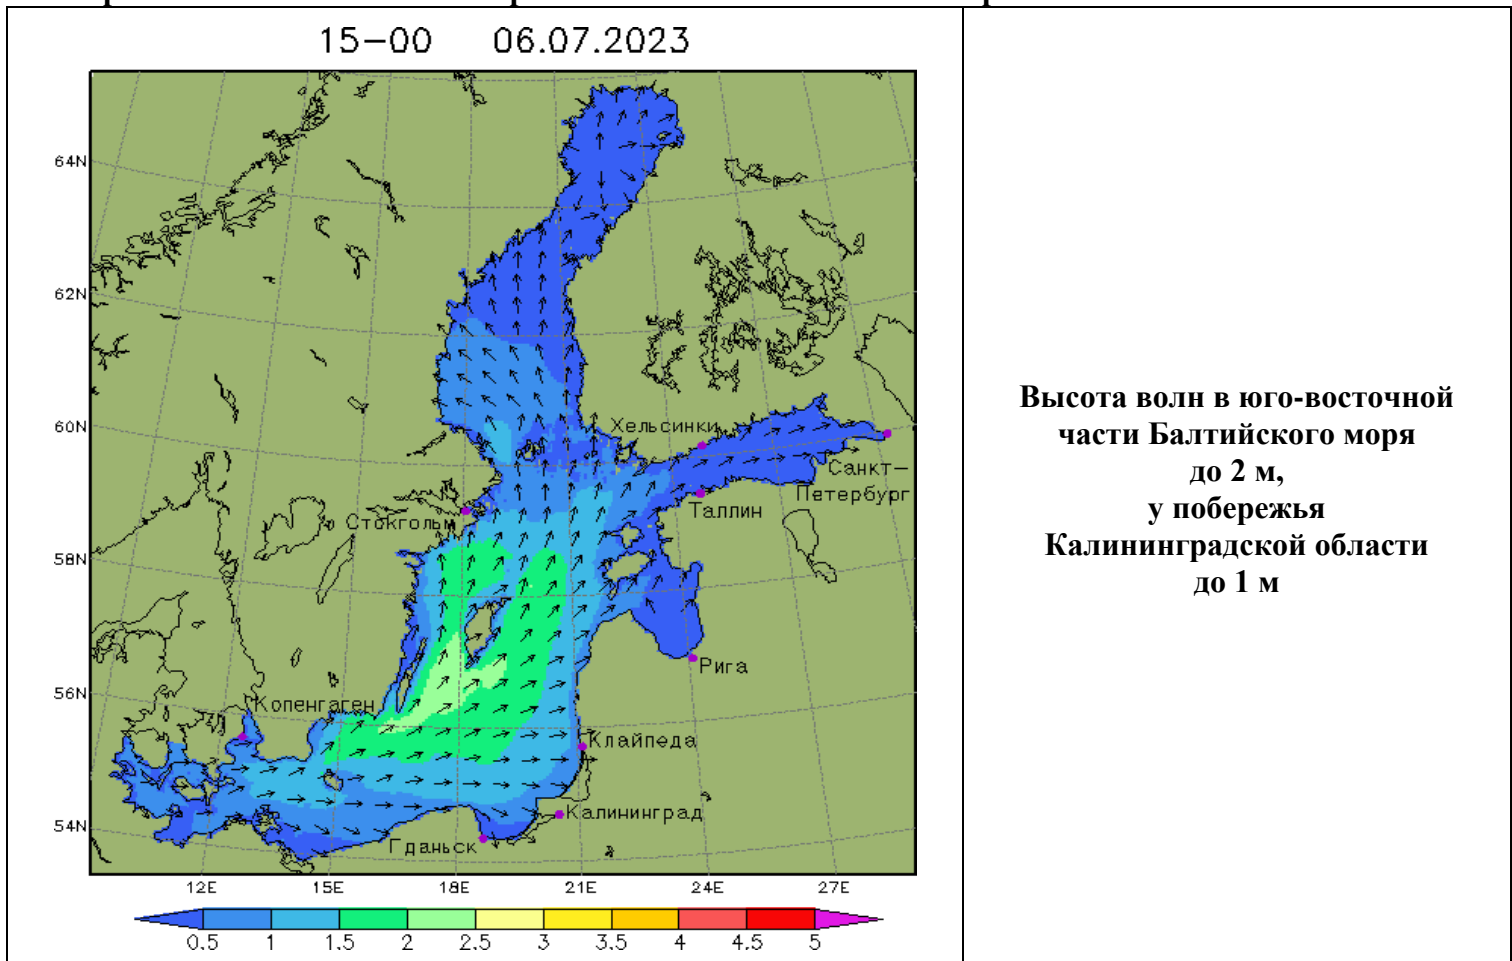 15-00 06.07.2023
64N
62N
60N
58N
56N
54N
Хельсинки
Санкт-
Петербург
Таллин
Стокгольм
Рига
Копенгаген
Клайпеда
Калининград
Гданьск
12E 15E 18E 21E 24E 27E
0.5 1 1.5 2 2.5 3 3.5 4 4.5 5
Высота волн в юго-восточной
части Балтийского моря
до 2 м,
у побережья
Калининградской области
до 1 м